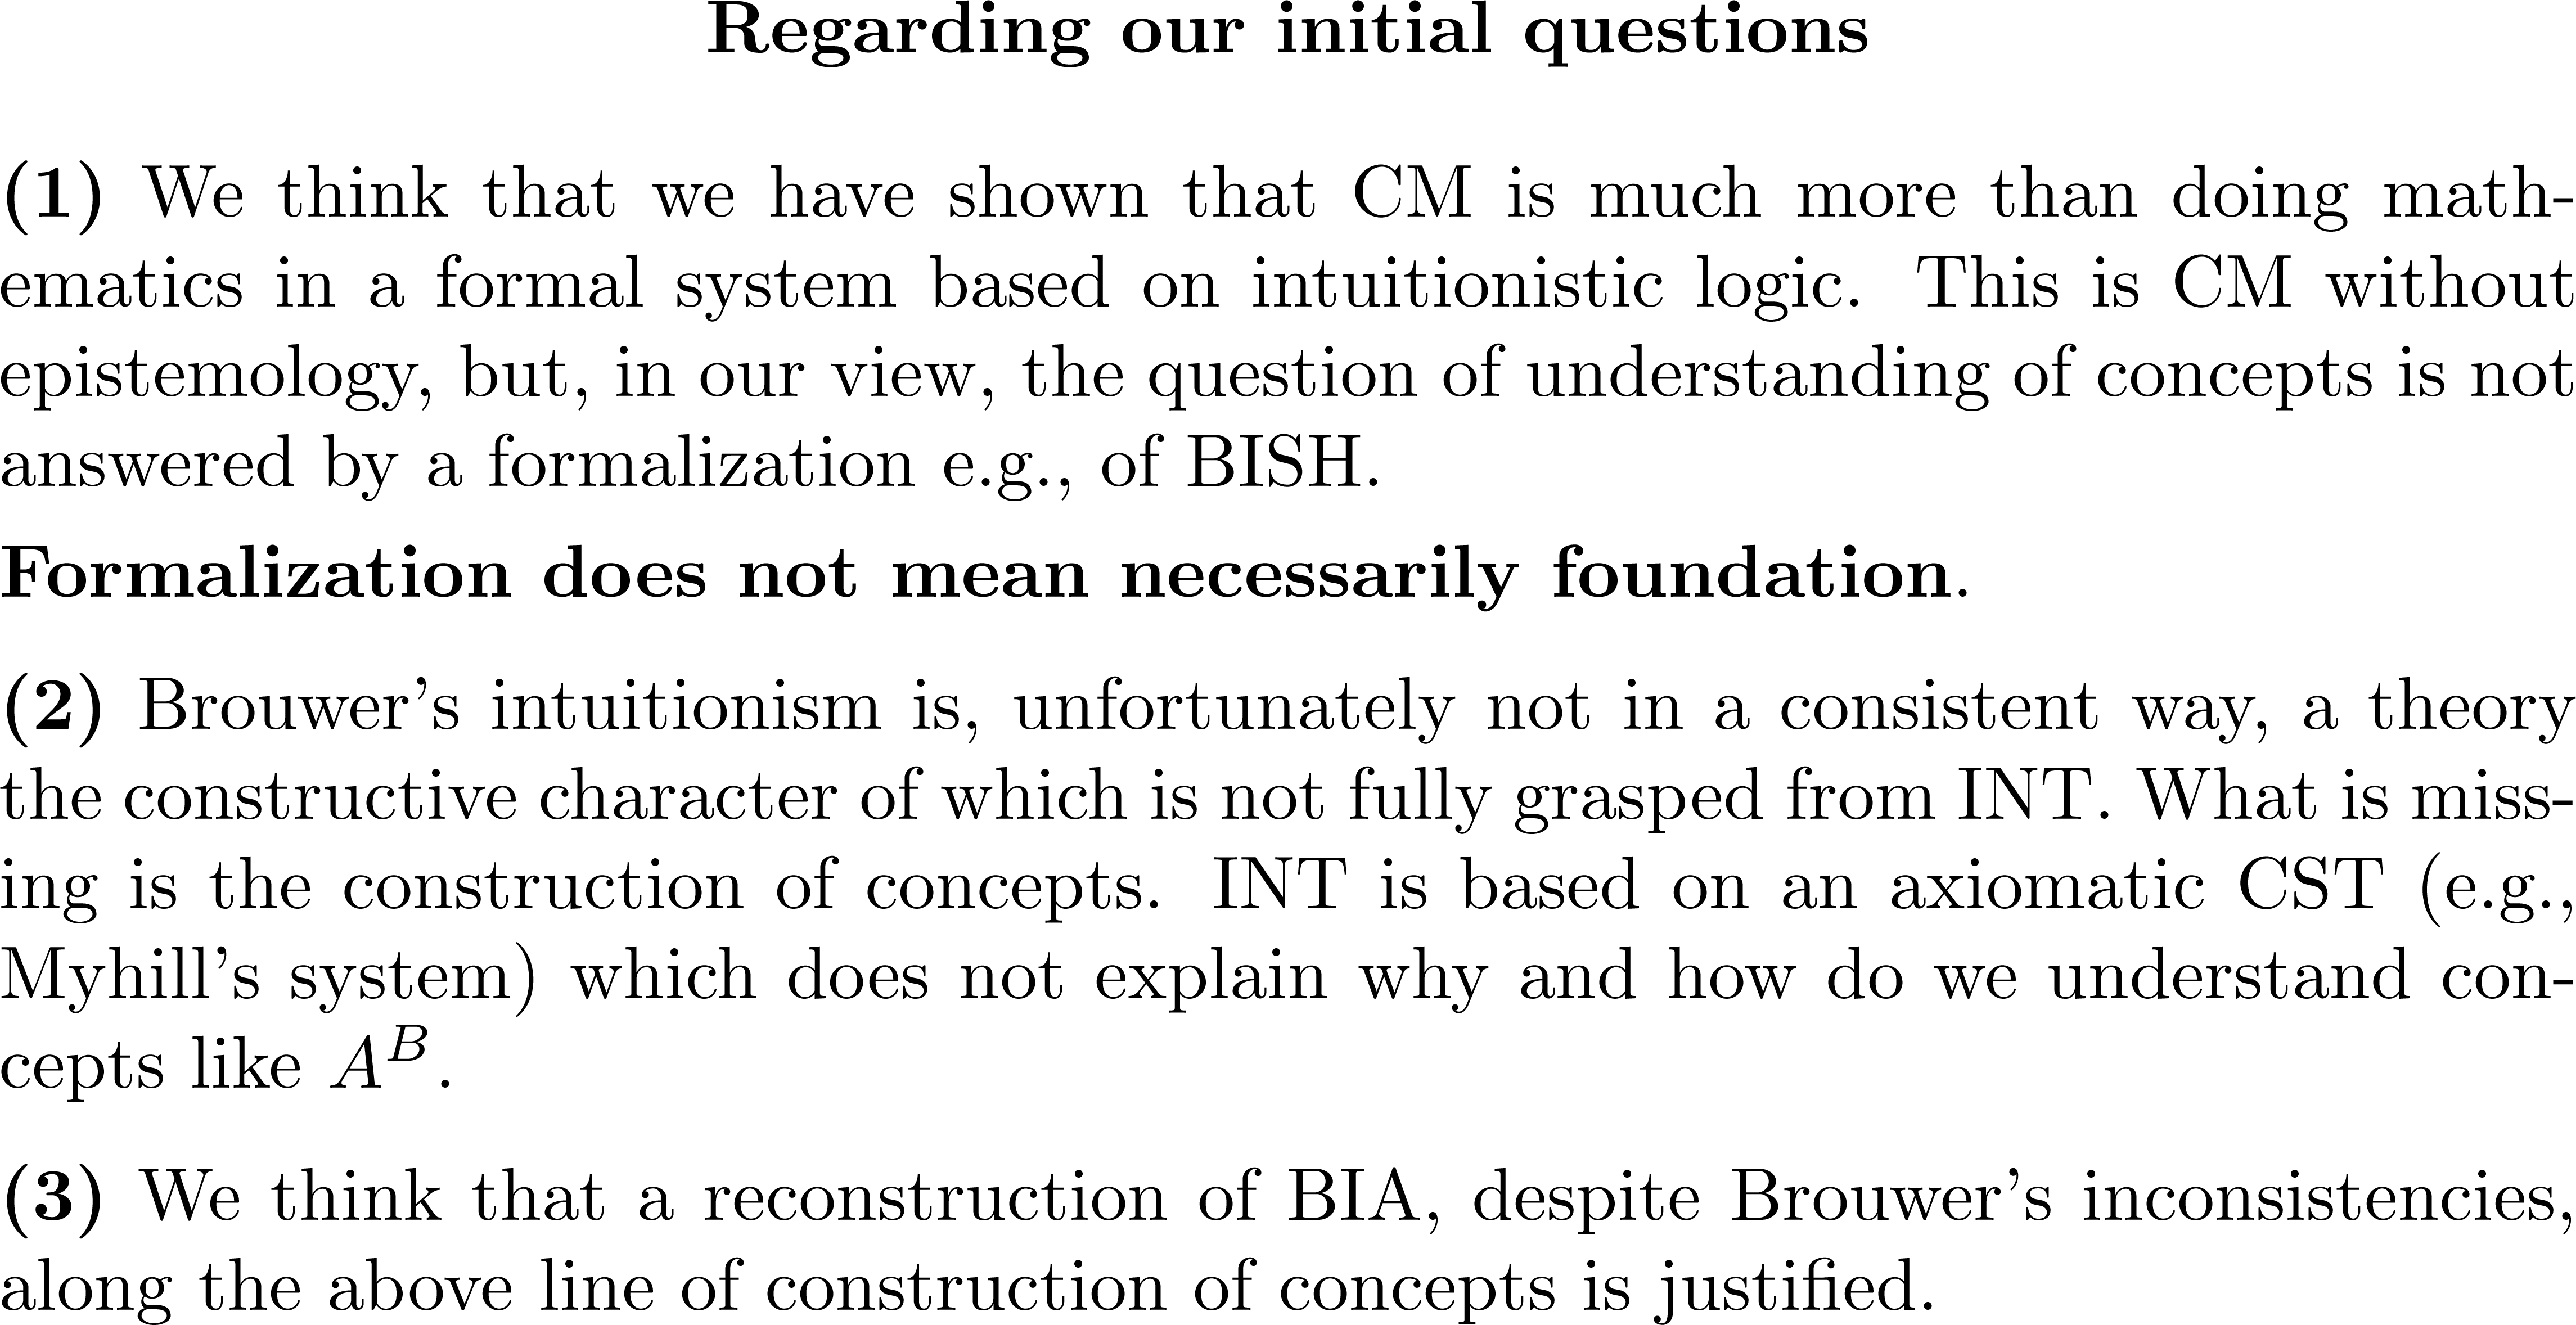 Regarding our initial questions
(1) We think that we have shown that CM is much more than doing math-
ematics in a formal system based on intuitionistic logic. This is CM without
epistemology, but, in our view, the question of understanding of concepts is not
answered by a formalization e.g., of BISH.
Formalization does not mean necessarily foundation.
(2) Brouwer's intuitionism is, unfortunately not in a consistent way, a theory
the constructive character of which is not fully grasped from INT. What is miss-
ing is the construction of concepts. INT is based on an axiomatic CST (e.g.,
Myhill's system) which does not explain why and how do we understand con-
cepts like $A^B$.
(3) We think that a reconstruction of BIA, despite Brouwer's inconsistencies,
along the above line of construction of concepts is justified.